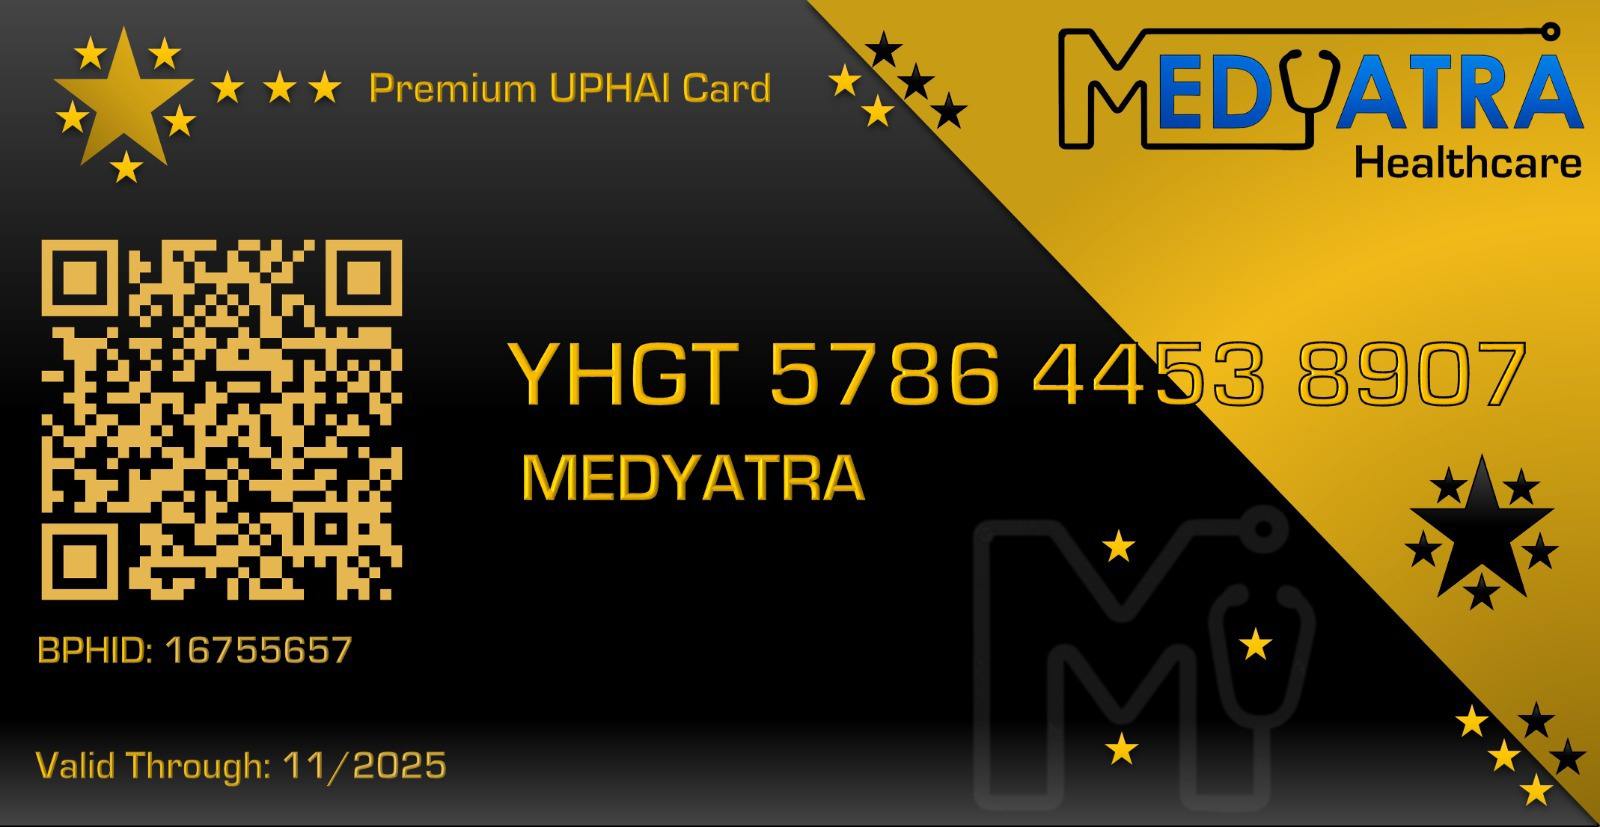 Premium UPHAI Card
MEDYATRA
Healthcare
YHGT 5786 4453 8907
MEDYATRA
BPHID: 16755657
Valid Through: 11/2025